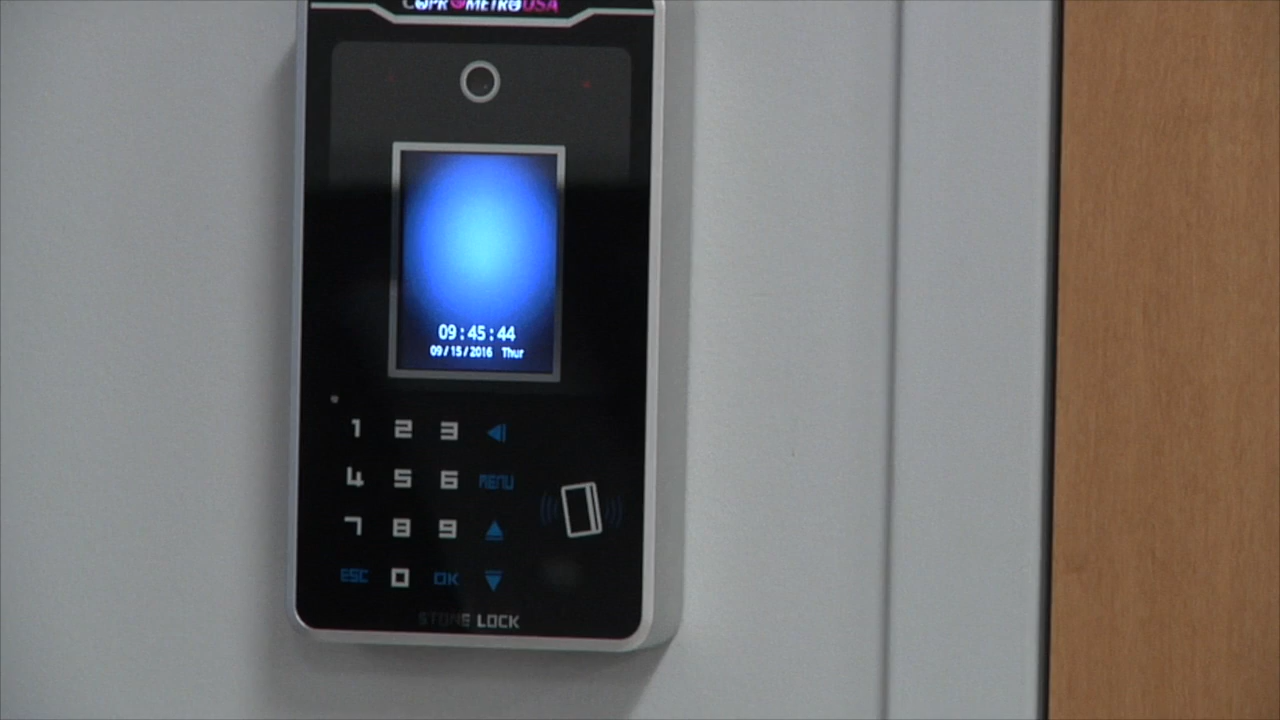 COPROMETROUSA
09:45:44
09/15/2016 Thur
1 2 3
4 5 6 MENU
7 8 9
ESC 0 OK
STONE LOCK